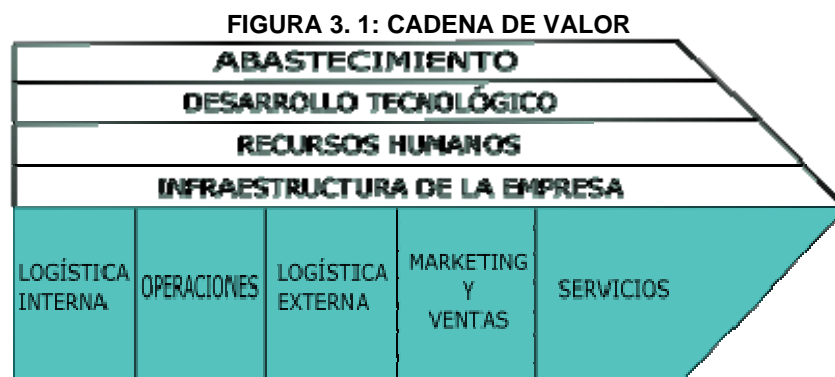 FIGURA 3. 1: CADENA DE VALOR
ABASTECIMIENTO
DESARROLLO TECNOLÓGICO
RECURSOS HUMANOS
INFRAESTRUCTURA DE LA EMPRESA
LOGÍSTICA
INTERNA
OPERACIONES
LOGÍSTICA
EXTERNA
MARKETING
Y
VENTAS
SERVICIOS